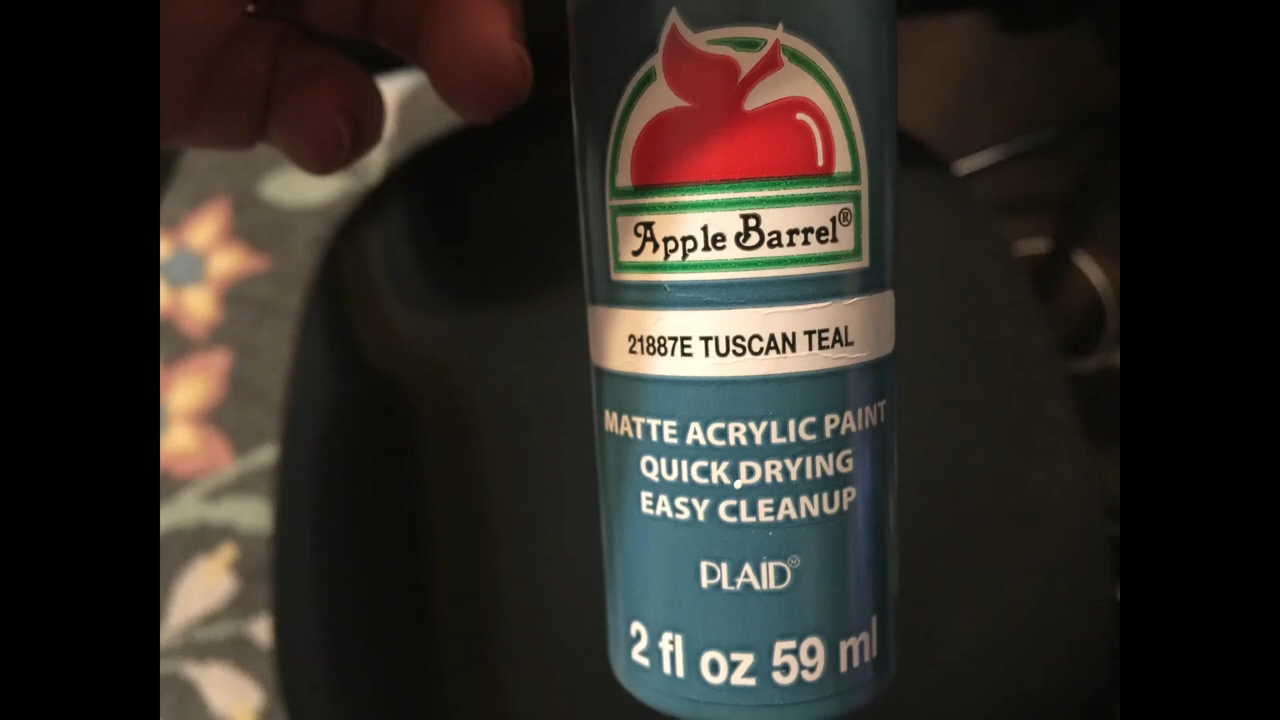 Apple Barrel®
21887E TUSCAN TEAL
MATTE ACRYLIC PAINT
QUICK DRYING
EASY CLEANUP
PLAID®
2 fl oz 59 ml